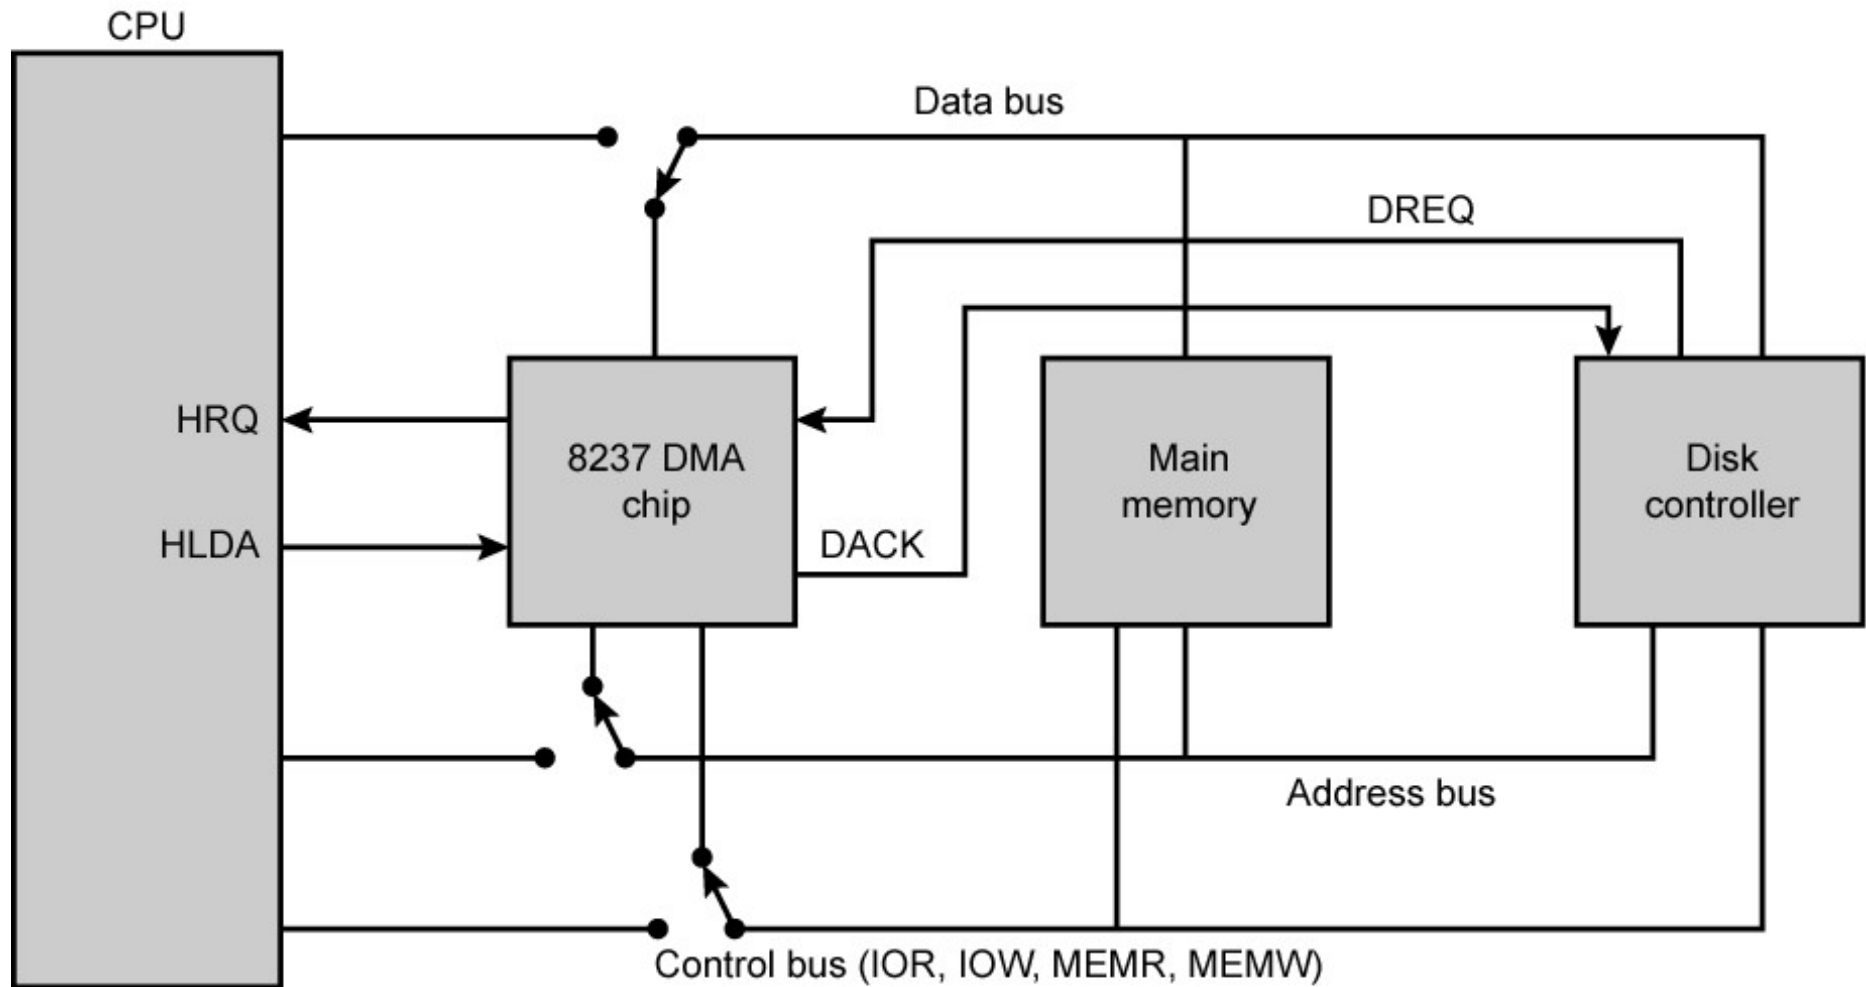 CPU
Data bus
DREQ
HRQ
8237 DMA
chip
Main
memory
Disk
controller
HLDA
DACK
Address bus
Control bus (IOR, IOW, MEMR, MEMW)